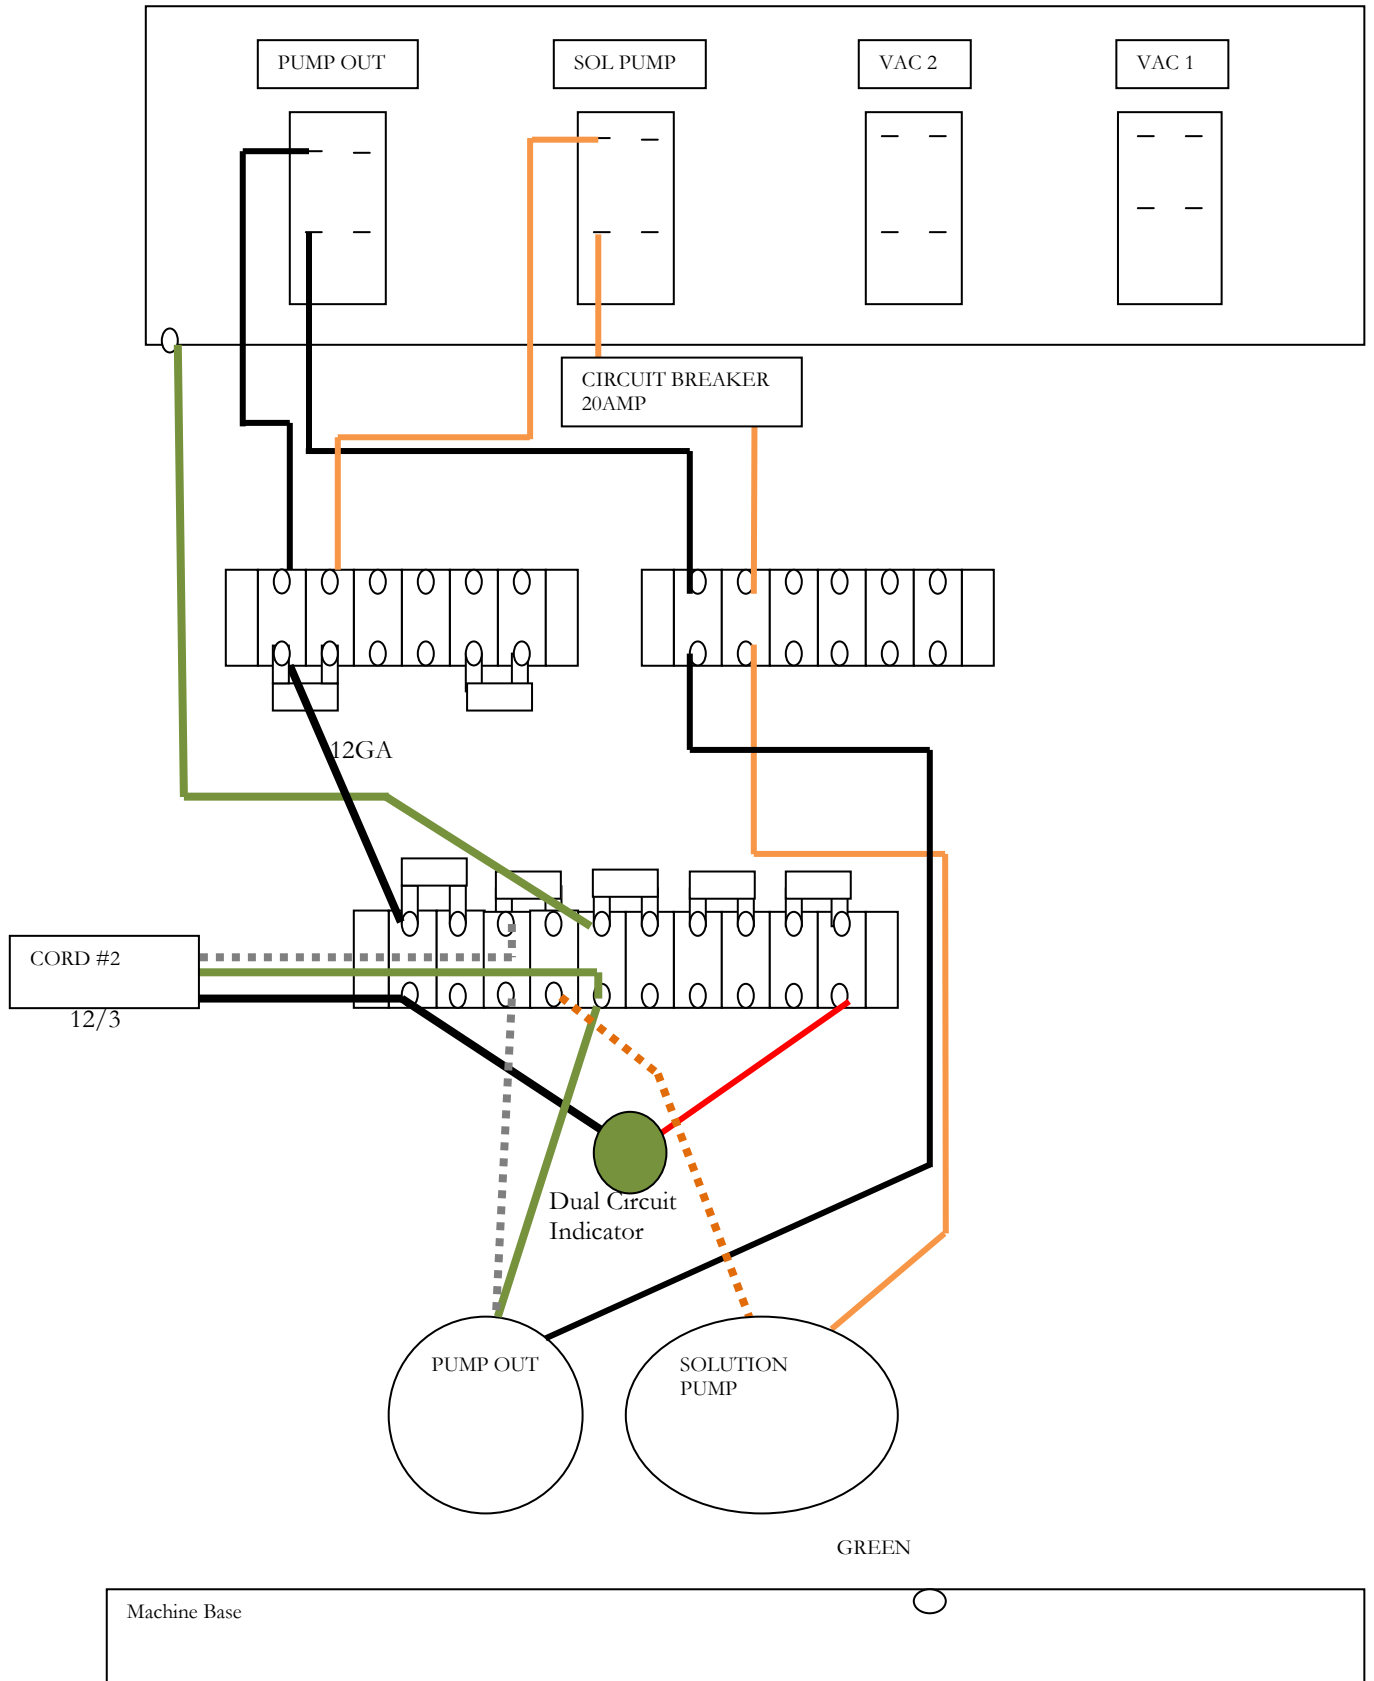 PUMP OUT
SOL PUMP
VAC 2
VAC 1
CIRCUIT BREAKER
20AMP
12GA
CORD #2
12/3
Dual Circuit
Indicator
PUMP OUT
SOLUTION
PUMP
GREEN
Machine Base